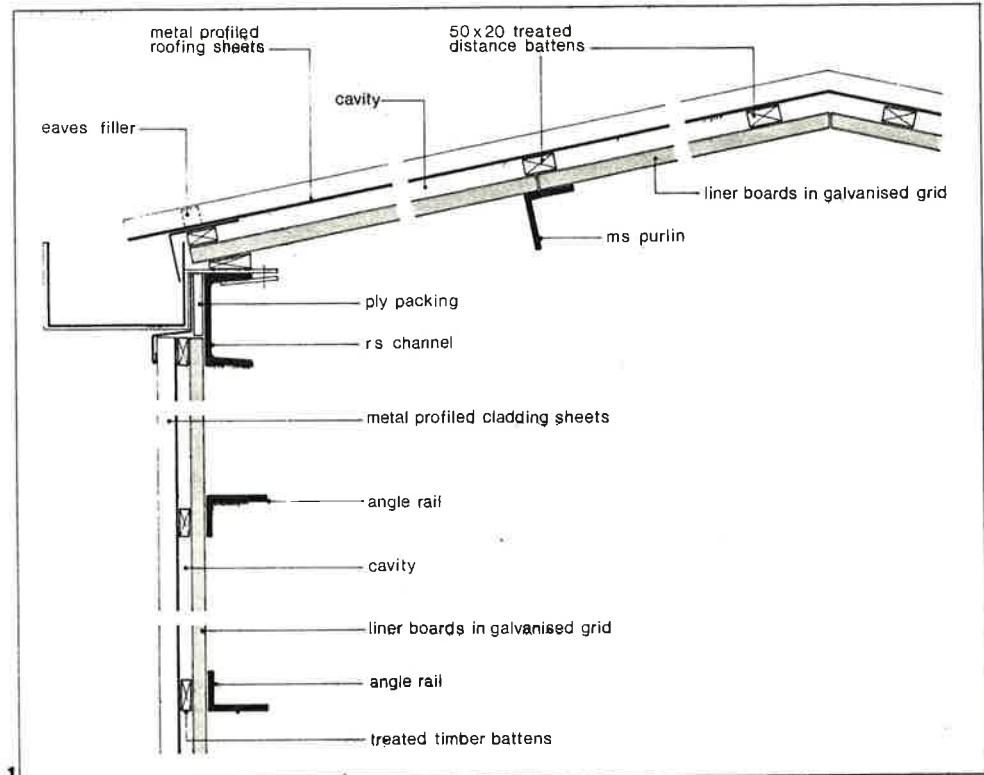 metal profiled
roofing sheets
50x20 treated
distance battens
cavity
eaves filler
liner boards in galvanised grid
ms purlin
ply packing
rs channel
metal profiled cladding sheets
angle rail
cavity
liner boards in galvanised grid
angle rail
treated timber battens
1